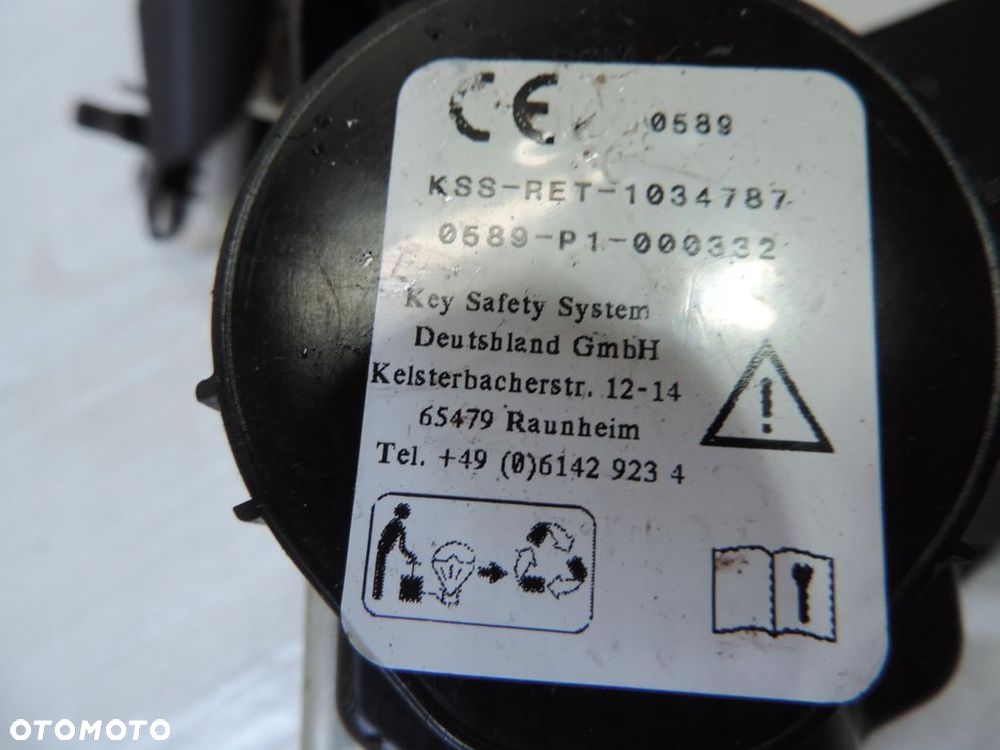 CE 0589
KSS-RET-1034787
0589-P1-000332
Key Safety System
Deutshland GmbH
Kelsterbacherstr. 12-14
65479 Raunheim
Tel. +49 (0)6142 923 4
OTOMOTO